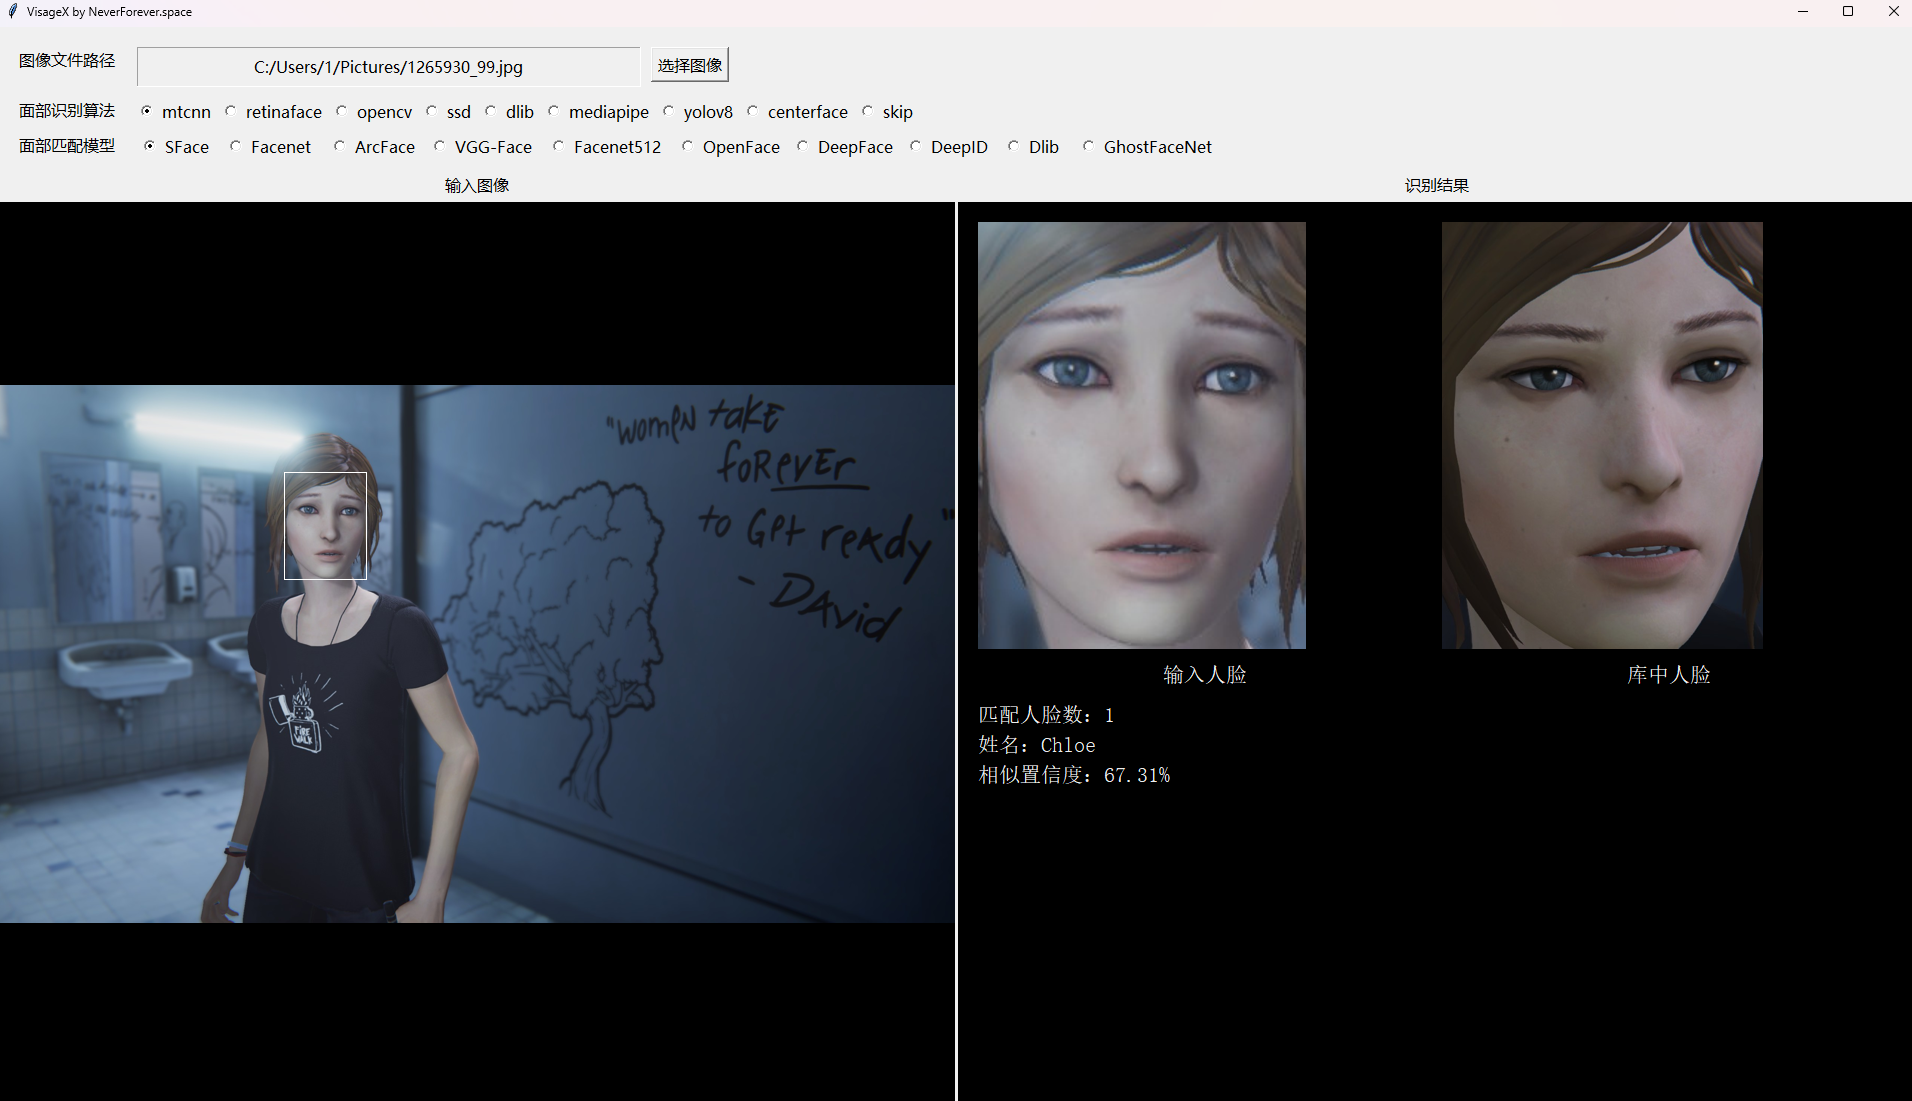 VisageX by NeverForever.space
图像文件路径 C:/Users/1/Pictures/1265930_99.jpg 选择图像
面部识别算法 mtcnn retinaface opencv ssd dlib mediapipe yolov8 centerface skip
面部匹配模型 SFace Facenet ArcFace VGG-Face Facenet512 OpenFace DeepFace DeepID Dlib GhostFaceNet
输入图像 识别结果
"WOMEN takE
foREvEr
to GEt REAdy"
- DAvid
FIRE
WALK
输入人脸 库中人脸
匹配人脸数：1
姓名：Chloe
相似置信度：67.31%